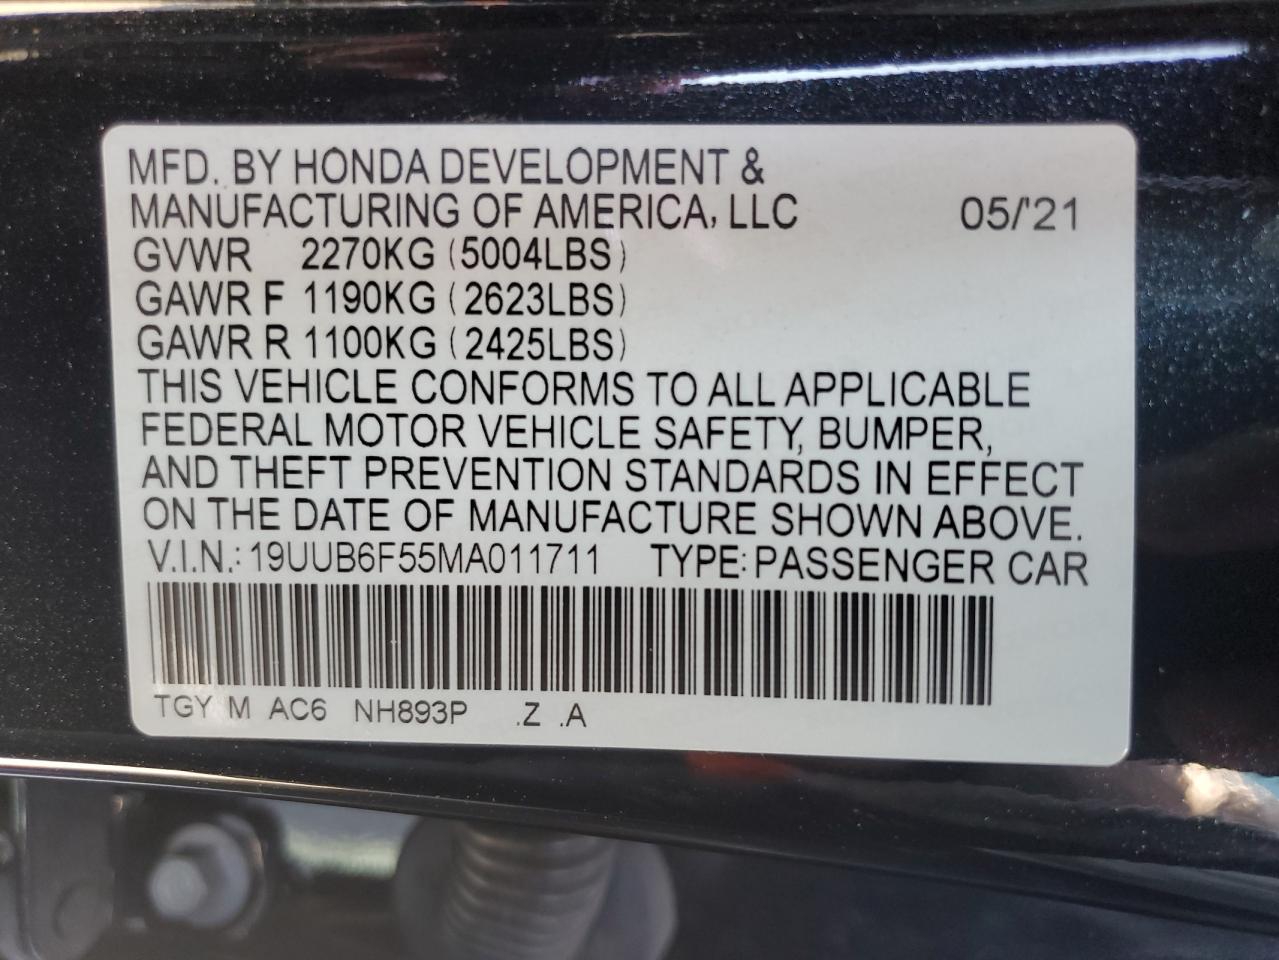 MFD. BY HONDA DEVELOPMENT &
MANUFACTURING OF AMERICA, LLC 05/'21
GVWR 2270KG (5004LBS)
GAWR F 1190KG (2623LBS)
GAWR R 1100KG (2425LBS)
THIS VEHICLE CONFORMS TO ALL APPLICABLE
FEDERAL MOTOR VEHICLE SAFETY, BUMPER,
AND THEFT PREVENTION STANDARDS IN EFFECT
ON THE DATE OF MANUFACTURE SHOWN ABOVE.
V.I.N.: 19UUB6F55MA011711 TYPE: PASSENGER CAR
TGY M AC6 NH893P .Z .A